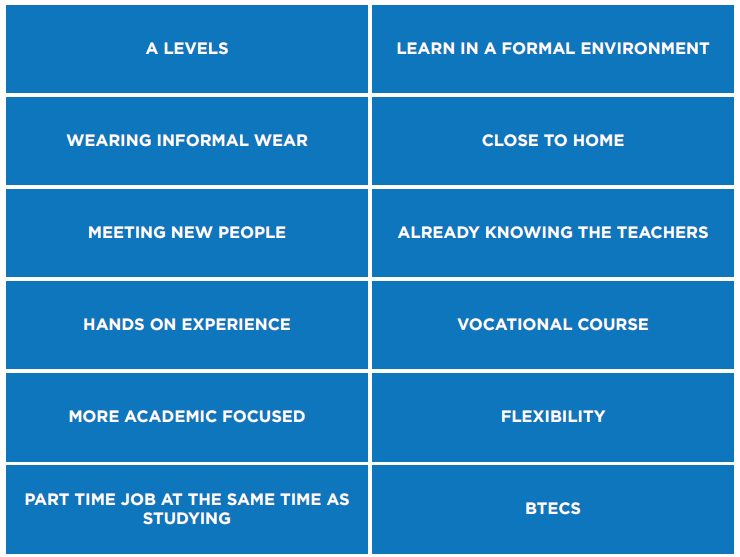 A LEVELS
LEARN IN A FORMAL ENVIRONMENT
WEARING INFORMAL WEAR
CLOSE TO HOME
MEETING NEW PEOPLE
ALREADY KNOWING THE TEACHERS
HANDS ON EXPERIENCE
VOCATIONAL COURSE
MORE ACADEMIC FOCUSED
FLEXIBILITY
PART TIME JOB AT THE SAME TIME AS
STUDYING
BTECS